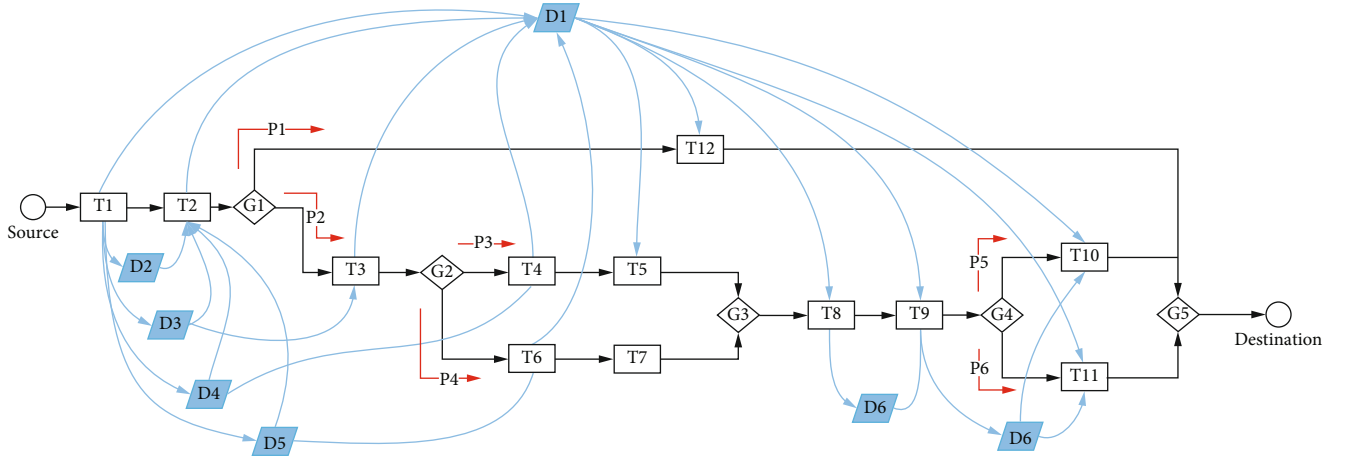 D1
P1
T12
T1
T2
G1
P2
Source
D2
T3
G2
P3
T4
T5
P5
T10
D3
G3
T8
T9
G4
G5
Destination
T6
T7
P4
P6
T11
D4
D6
D5
D6